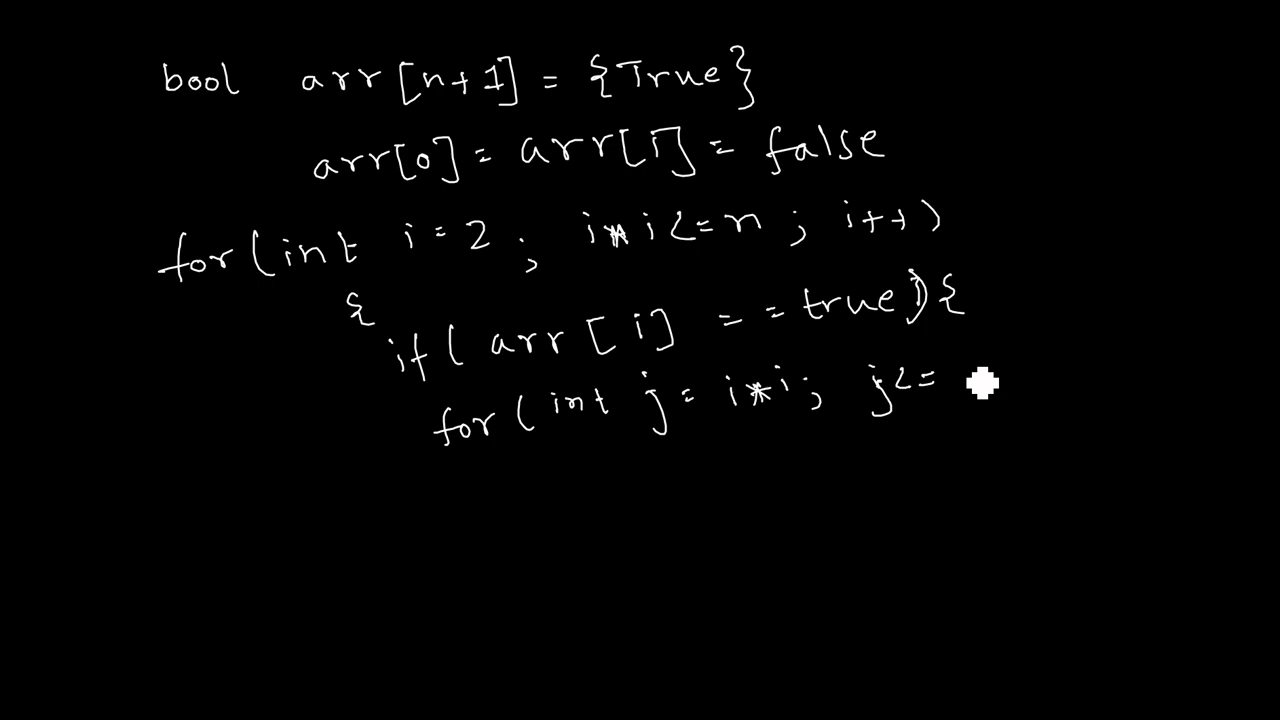 bool arr[n+1] = {True}
arr[0] = arr[1] = false
for(int i=2; i*i<=n; i++)
{
if( arr[i] == true){
for( int j= i*i; j<=